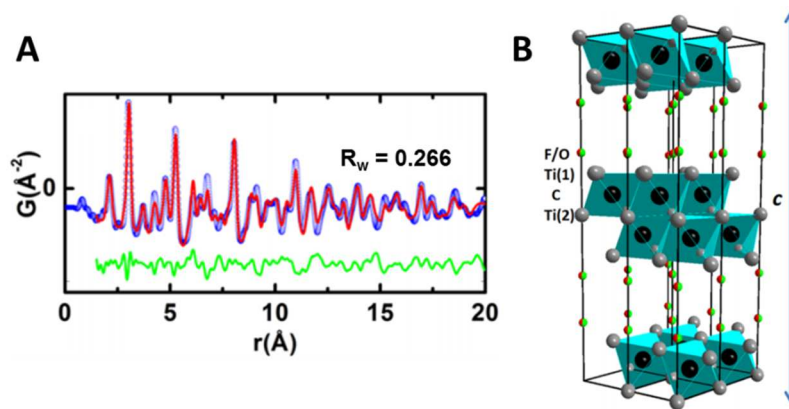 A
B
G(Å⁻²)
0
R_W = 0.266
0
5
10
15
20
r(Å)
F/O
Ti(1)
C
Ti(2)
c